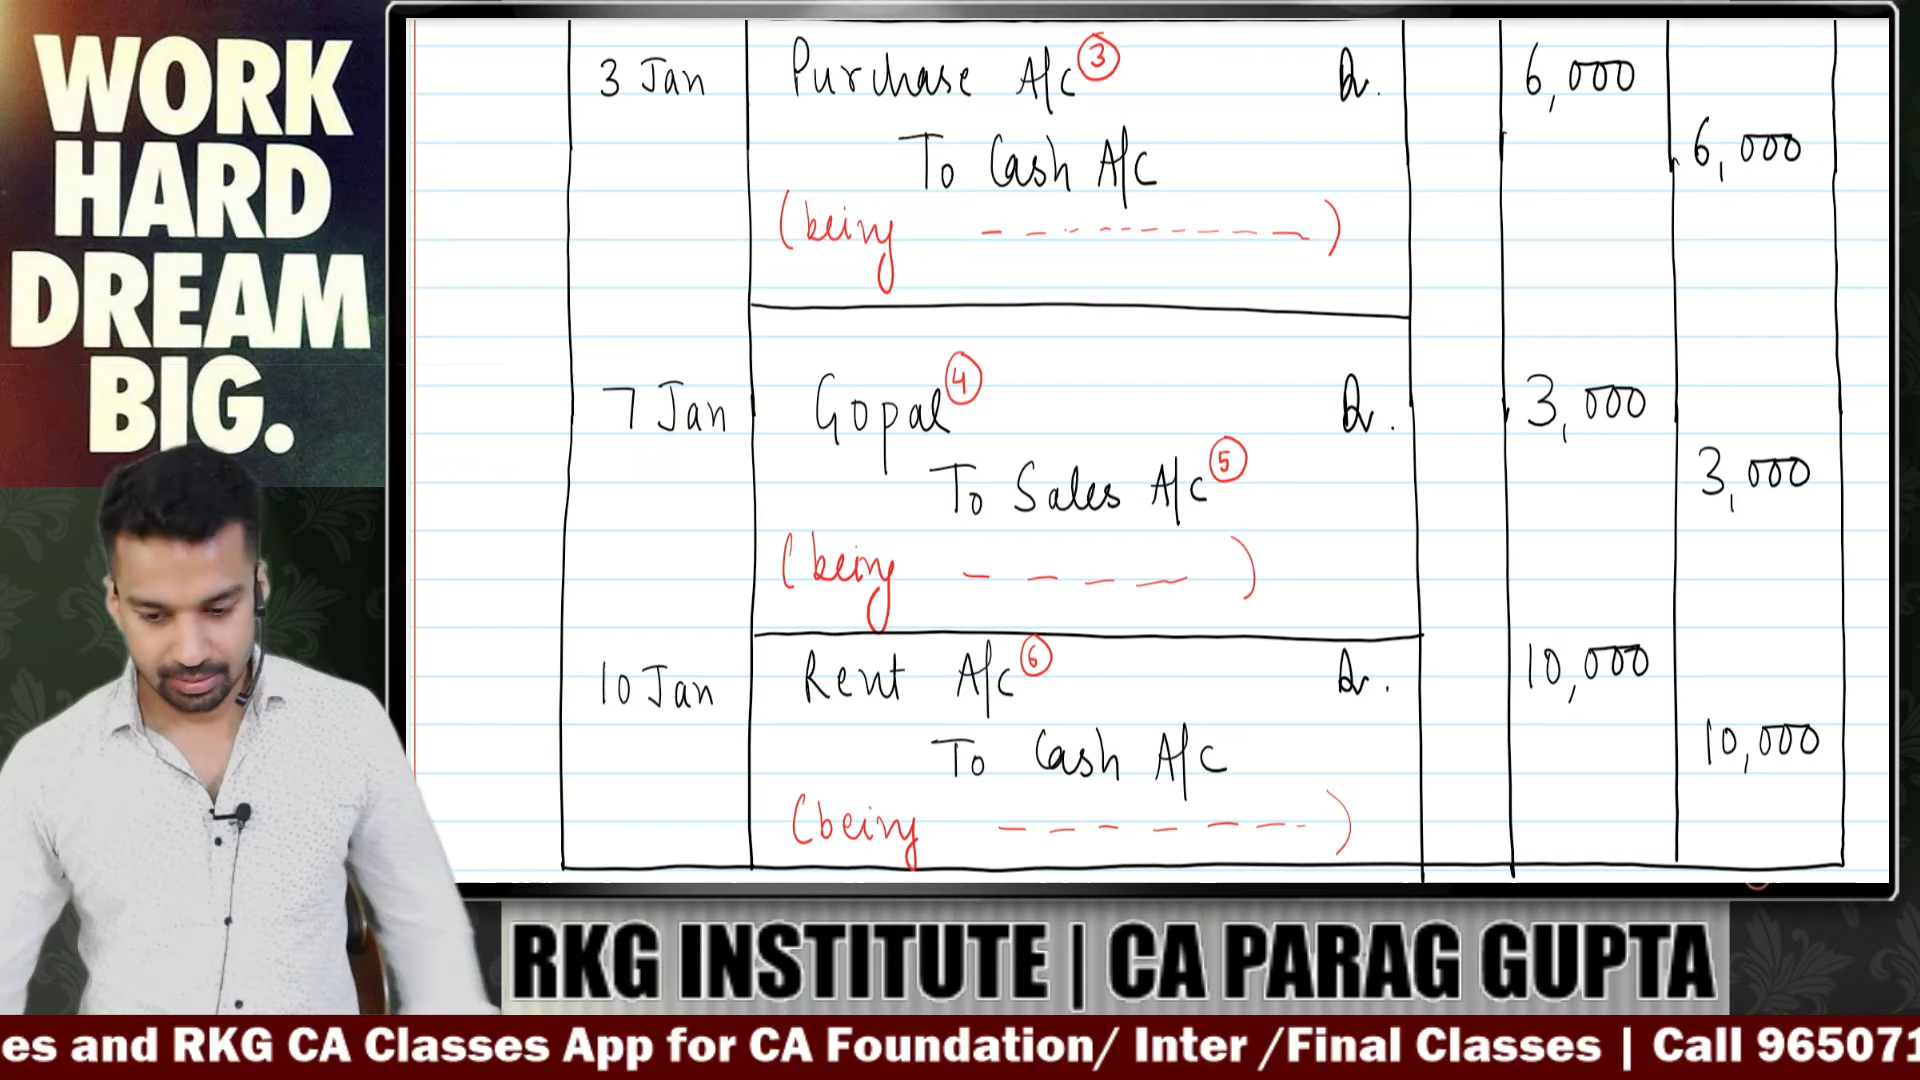 WORK
HARD
DREAM
BIG.
3 Jan Purchase A/c ③ Dr. 6,000
To Cash A/c 6,000
(being - - - - - - - - - -)
7 Jan Gopal ④ Dr. 3,000
To Sales A/c ⑤ 3,000
(being - - - - -)
10 Jan Rent A/c ⑥ Dr. 10,000
To Cash A/c 10,000
(being - - - - - - -)
RKG INSTITUTE | CA PARAG GUPTA
es and RKG CA Classes App for CA Foundation/ Inter /Final Classes | Call 965071